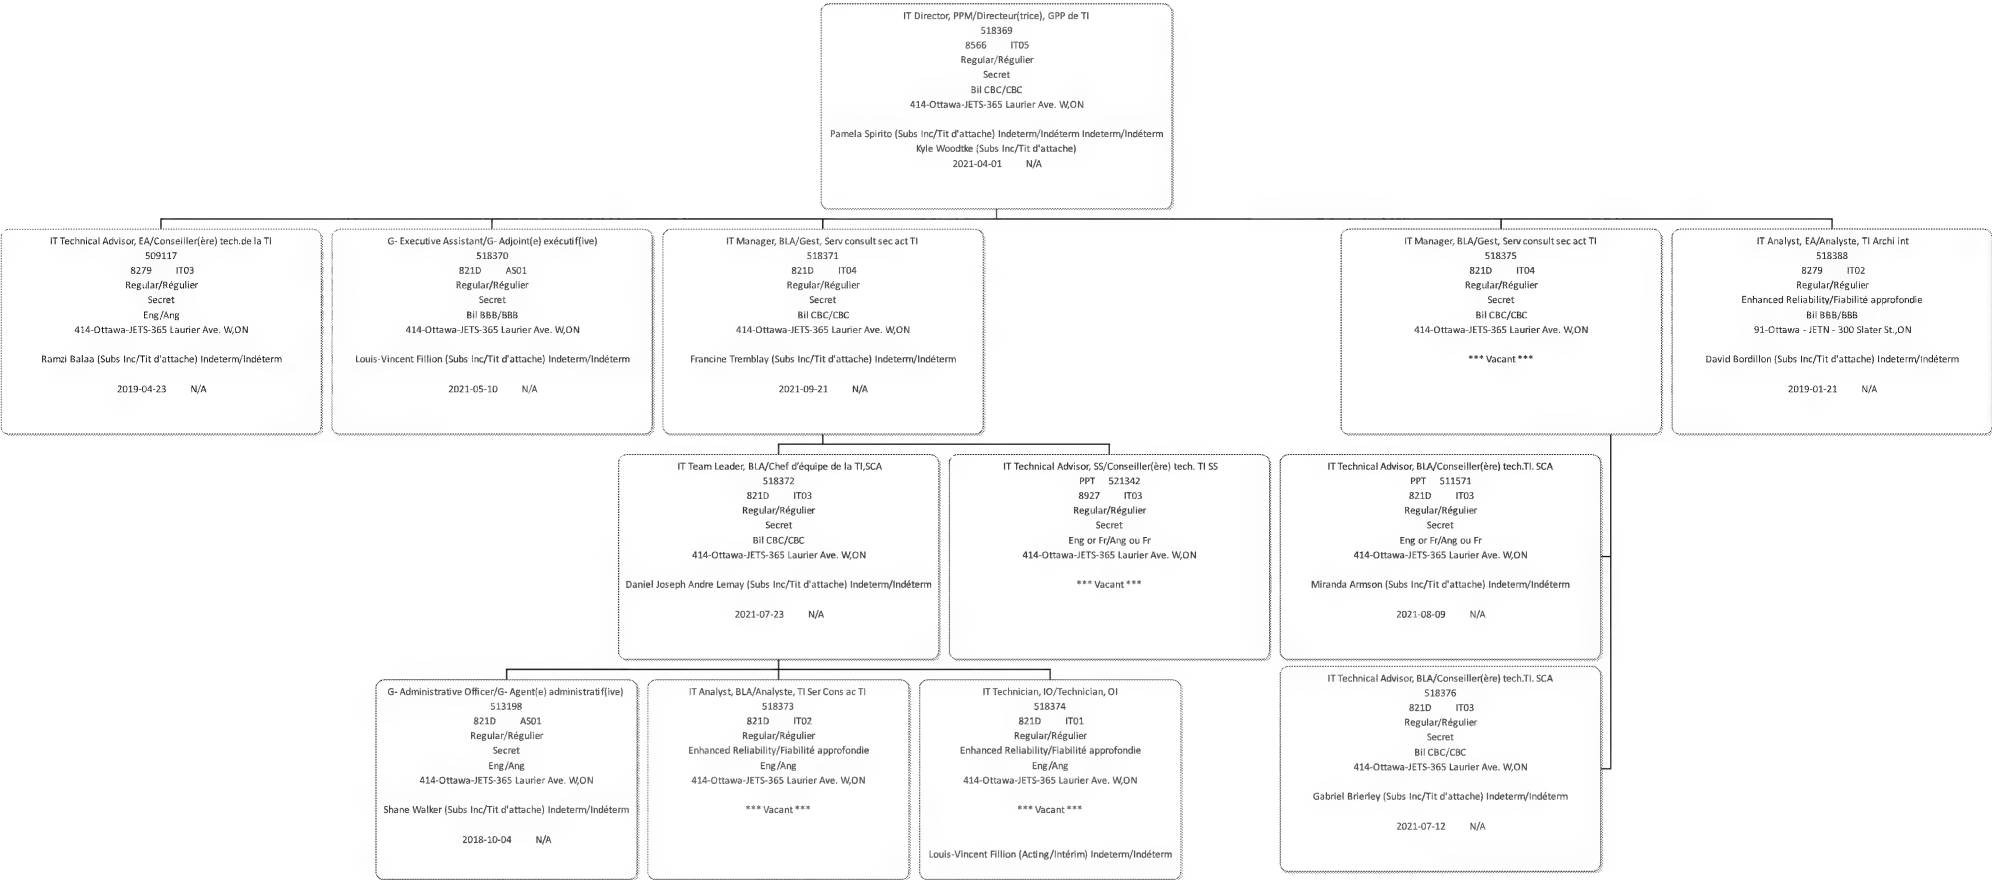 IT Director, PPM/Directeur(trice), GPP de TI
518369
8566 IT05
Regular/Régulier
Secret
Bil CBC/CBC
414-Ottawa-JETS-365 Laurier Ave. W,ON
Pamela Spirito (Subs Inc/Tit d'attache) Indeterm/Indéterm Indeterm/Indéterm
Kyle Woodtke (Subs Inc/Tit d'attache)
2021-04-01 N/A
IT Technical Advisor, EA/Conseiller(ère) tech.de la TI
509117
8279 IT03
Regular/Régulier
Secret
Eng/Ang
414-Ottawa-JETS-365 Laurier Ave. W,ON
Ramzi Balaa (Subs Inc/Tit d'attache) Indeterm/Indéterm
2019-04-23 N/A
G- Executive Assistant/G- Adjoint(e) exécutif(ive)
518370
821D AS01
Regular/Régulier
Secret
Bil BBB/BBB
414-Ottawa-JETS-365 Laurier Ave. W,ON
Louis-Vincent Fillion (Subs Inc/Tit d'attache) Indeterm/Indéterm
2021-05-10 N/A
IT Manager, BLA/Gest, Serv consult sec act TI
518371
821D IT04
Regular/Régulier
Secret
Bil CBC/CBC
414-Ottawa-JETS-365 Laurier Ave. W,ON
Francine Tremblay (Subs Inc/Tit d'attache) Indeterm/Indéterm
2021-09-21 N/A
IT Manager, BLA/Gest, Serv consult sec act TI
518375
821D IT04
Regular/Régulier
Secret
Bil CBC/CBC
414-Ottawa-JETS-365 Laurier Ave. W,ON
*** Vacant ***
IT Analyst, EA/Analyste, TI Archi int
518388
8279 IT02
Regular/Régulier
Enhanced Reliability/Fiabilité approfondie
Bil BBB/BBB
91-Ottawa - JETN - 300 Slater St.,ON
David Bordillon (Subs Inc/Tit d'attache) Indeterm/Indéterm
2019-01-21 N/A
IT Team Leader, BLA/Chef d'équipe de la TI,SCA
518372
821D IT03
Regular/Régulier
Secret
Bil CBC/CBC
414-Ottawa-JETS-365 Laurier Ave. W,ON
Daniel Joseph Andre Lemay (Subs Inc/Tit d'attache) Indeterm/Indéterm
2021-07-23 N/A
IT Technical Advisor, SS/Conseiller(ère) tech. TI SS
PPT 521342
8927 IT03
Regular/Régulier
Secret
Eng or Fr/Ang ou Fr
414-Ottawa-JETS-365 Laurier Ave. W,ON
*** Vacant ***
IT Technical Advisor, BLA/Conseiller(ère) tech.TI. SCA
PPT 511571
821D IT03
Regular/Régulier
Secret
Eng or Fr/Ang ou Fr
414-Ottawa-JETS-365 Laurier Ave. W,ON
Miranda Armson (Subs Inc/Tit d'attache) Indeterm/Indéterm
2021-08-09 N/A
G- Administrative Officer/G- Agent(e) administratif(ive)
513198
821D AS01
Regular/Régulier
Secret
Eng/Ang
414-Ottawa-JETS-365 Laurier Ave. W,ON
Shane Walker (Subs Inc/Tit d'attache) Indeterm/Indéterm
2018-10-04 N/A
IT Analyst, BLA/Analyste, TI Ser Cons ac TI
518373
821D IT02
Regular/Régulier
Enhanced Reliability/Fiabilité approfondie
Eng/Ang
414-Ottawa-JETS-365 Laurier Ave. W,ON
*** Vacant ***
IT Technician, IO/Technician, OI
518374
821D IT01
Regular/Régulier
Enhanced Reliability/Fiabilité approfondie
Eng/Ang
414-Ottawa-JETS-365 Laurier Ave. W,ON
*** Vacant ***
Louis-Vincent Fillion (Acting/Intérim) Indeterm/Indéterm
IT Technical Advisor, BLA/Conseiller(ère) tech.TI. SCA
518376
821D IT03
Regular/Régulier
Secret
Bil CBC/CBC
414-Ottawa-JETS-365 Laurier Ave. W,ON
Gabriel Brierley (Subs Inc/Tit d'attache) Indeterm/Indéterm
2021-07-12 N/A